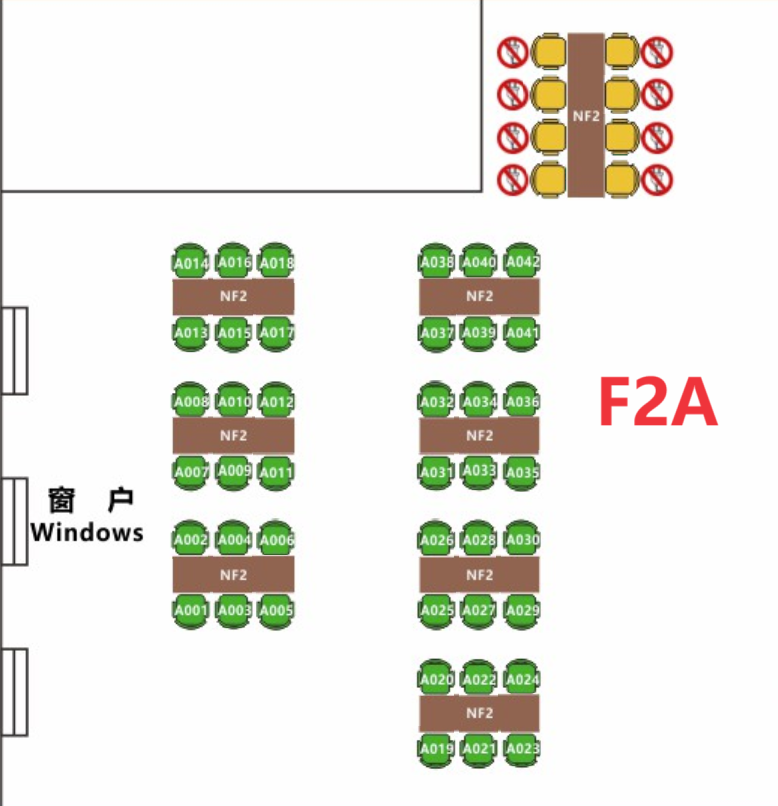 NF2
A014 A016 A018 A038 A040 A042
NF2 NF2
A013 A015 A017 A037 A039 A041
F2A
A008 A010 A012 A032 A034 A036
NF2 NF2
A007 A009 A011 A031 A033 A035
窗 户
Windows
A002 A004 A006 A026 A028 A030
NF2 NF2
A001 A003 A005 A025 A027 A029
A020 A022 A024
NF2
A019 A021 A023